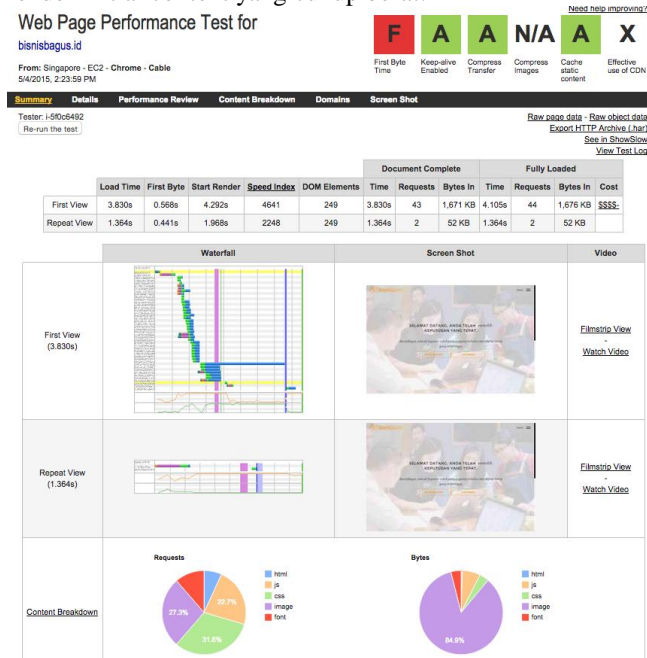 Web Page Performance Test for
bisnisbagus.id
From: Singapore - EC2 - Chrome - Cable
5/4/2015, 2:23:59 PM
Need help improving?
F A A N/A A X
First Byte Time
Keep-alive Enabled
Compress Transfer
Compress Images
Cache static content
Effective use of CDN
Summary Details Performance Review Content Breakdown Domains Screen Shot
Tester: i-5f0c6492
Re-run the test
Raw page data - Raw object data
Export HTTP Archive (.har)
See in ShowSlow
View Test Log
Document Complete Fully Loaded
Load Time First Byte Start Render Speed Index DOM Elements Time Requests Bytes In Time Requests Bytes In Cost
First View 3.830s 0.568s 4.292s 4641 249 3.830s 43 1,671 KB 4.105s 44 1,676 KB $$$$-
Repeat View 1.364s 0.441s 1.968s 2248 249 1.364s 2 52 KB 1.364s 2 52 KB
Waterfall Screen Shot Video
First View
(3.830s)
SELAMAT DATANG, ANDA TELAH
KEPUTUSAN YANG TEPAT.
Filmstrip View
-
Watch Video
Repeat View
(1.364s)
SELAMAT DATANG, ANDA TELAH
KEPUTUSAN YANG TEPAT.
Filmstrip View
-
Watch Video
Content Breakdown
Requests
27.3%
31.8%
22.7%
html
js
css
image
font
Bytes
84.9%
html
js
css
image
font